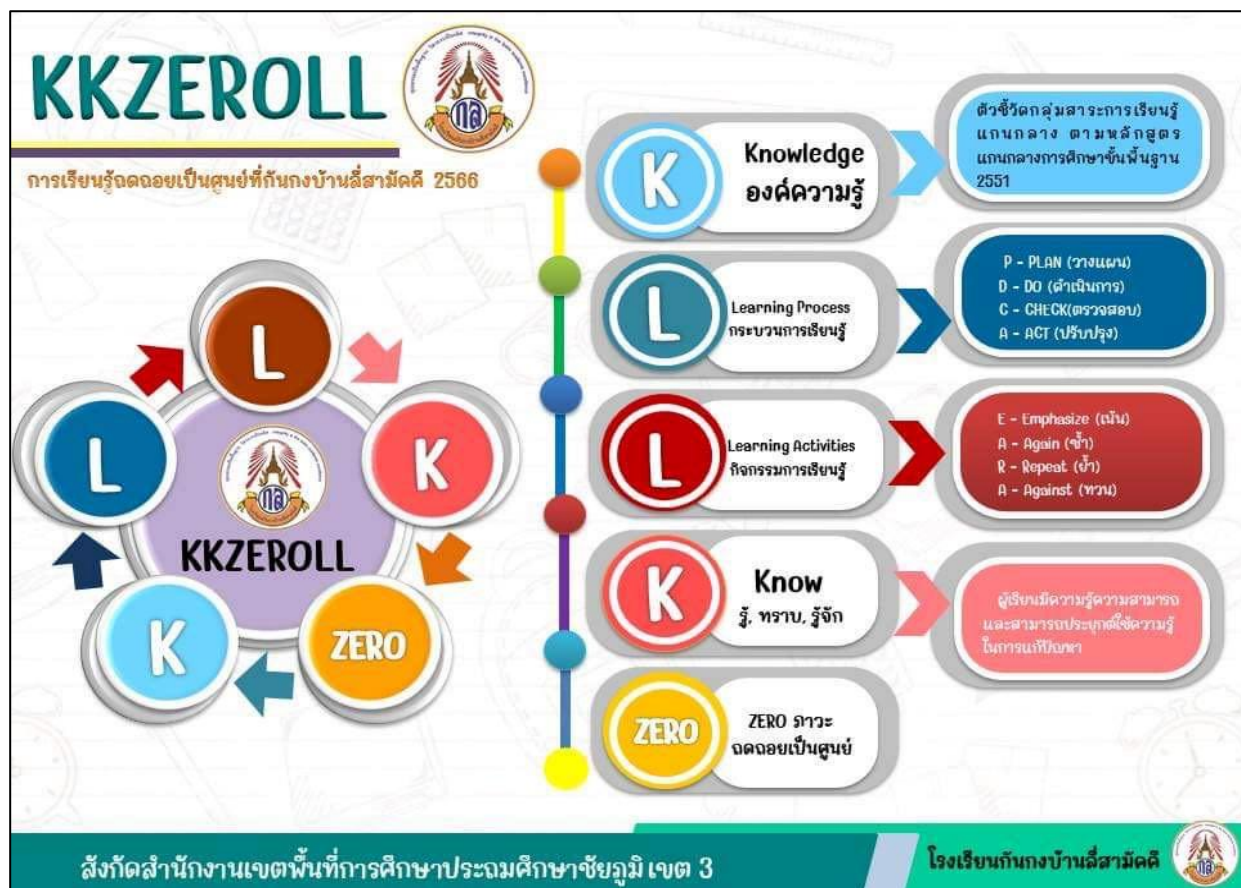 KKZEROLL
การเรียนรู้ถดถอยเป็นศูนย์ที่กันกงบ้านลี่สามัคคี 2566
L
K
ZERO
K
L
กล
KKZEROLL
K
Knowledge
องค์ความรู้
ตัวชี้วัดกลุ่มสาระการเรียนรู้
แกนกลาง ตามหลักสูตร
แกนกลางการศึกษาขั้นพื้นฐาน
2551
L
Learning Process
กระบวนการเรียนรู้
P - PLAN (วางแผน)
D - DO (ดำเนินการ)
C - CHECK(ตรวจสอบ)
A - ACT (ปรับปรุง)
L
Learning Activities
กิจกรรมการเรียนรู้
E - Emphasize (เน้น)
A - Again (ซ้ำ)
R - Repeat (ย้ำ)
A - Against (ทวน)
K
Know
รู้, ทราบ, รู้จัก
ผู้เรียนมีความรู้ความสามารถ
และสามารถประยุกต์ใช้ความรู้
ในการแก้ปัญหา
ZERO
ZERO ภาวะ
ถดถอยเป็นศูนย์
สังกัดสำนักงานเขตพื้นที่การศึกษาประถมศึกษาชัยภูมิ เขต 3
โรงเรียนกันกงบ้านลี่สามัคคี